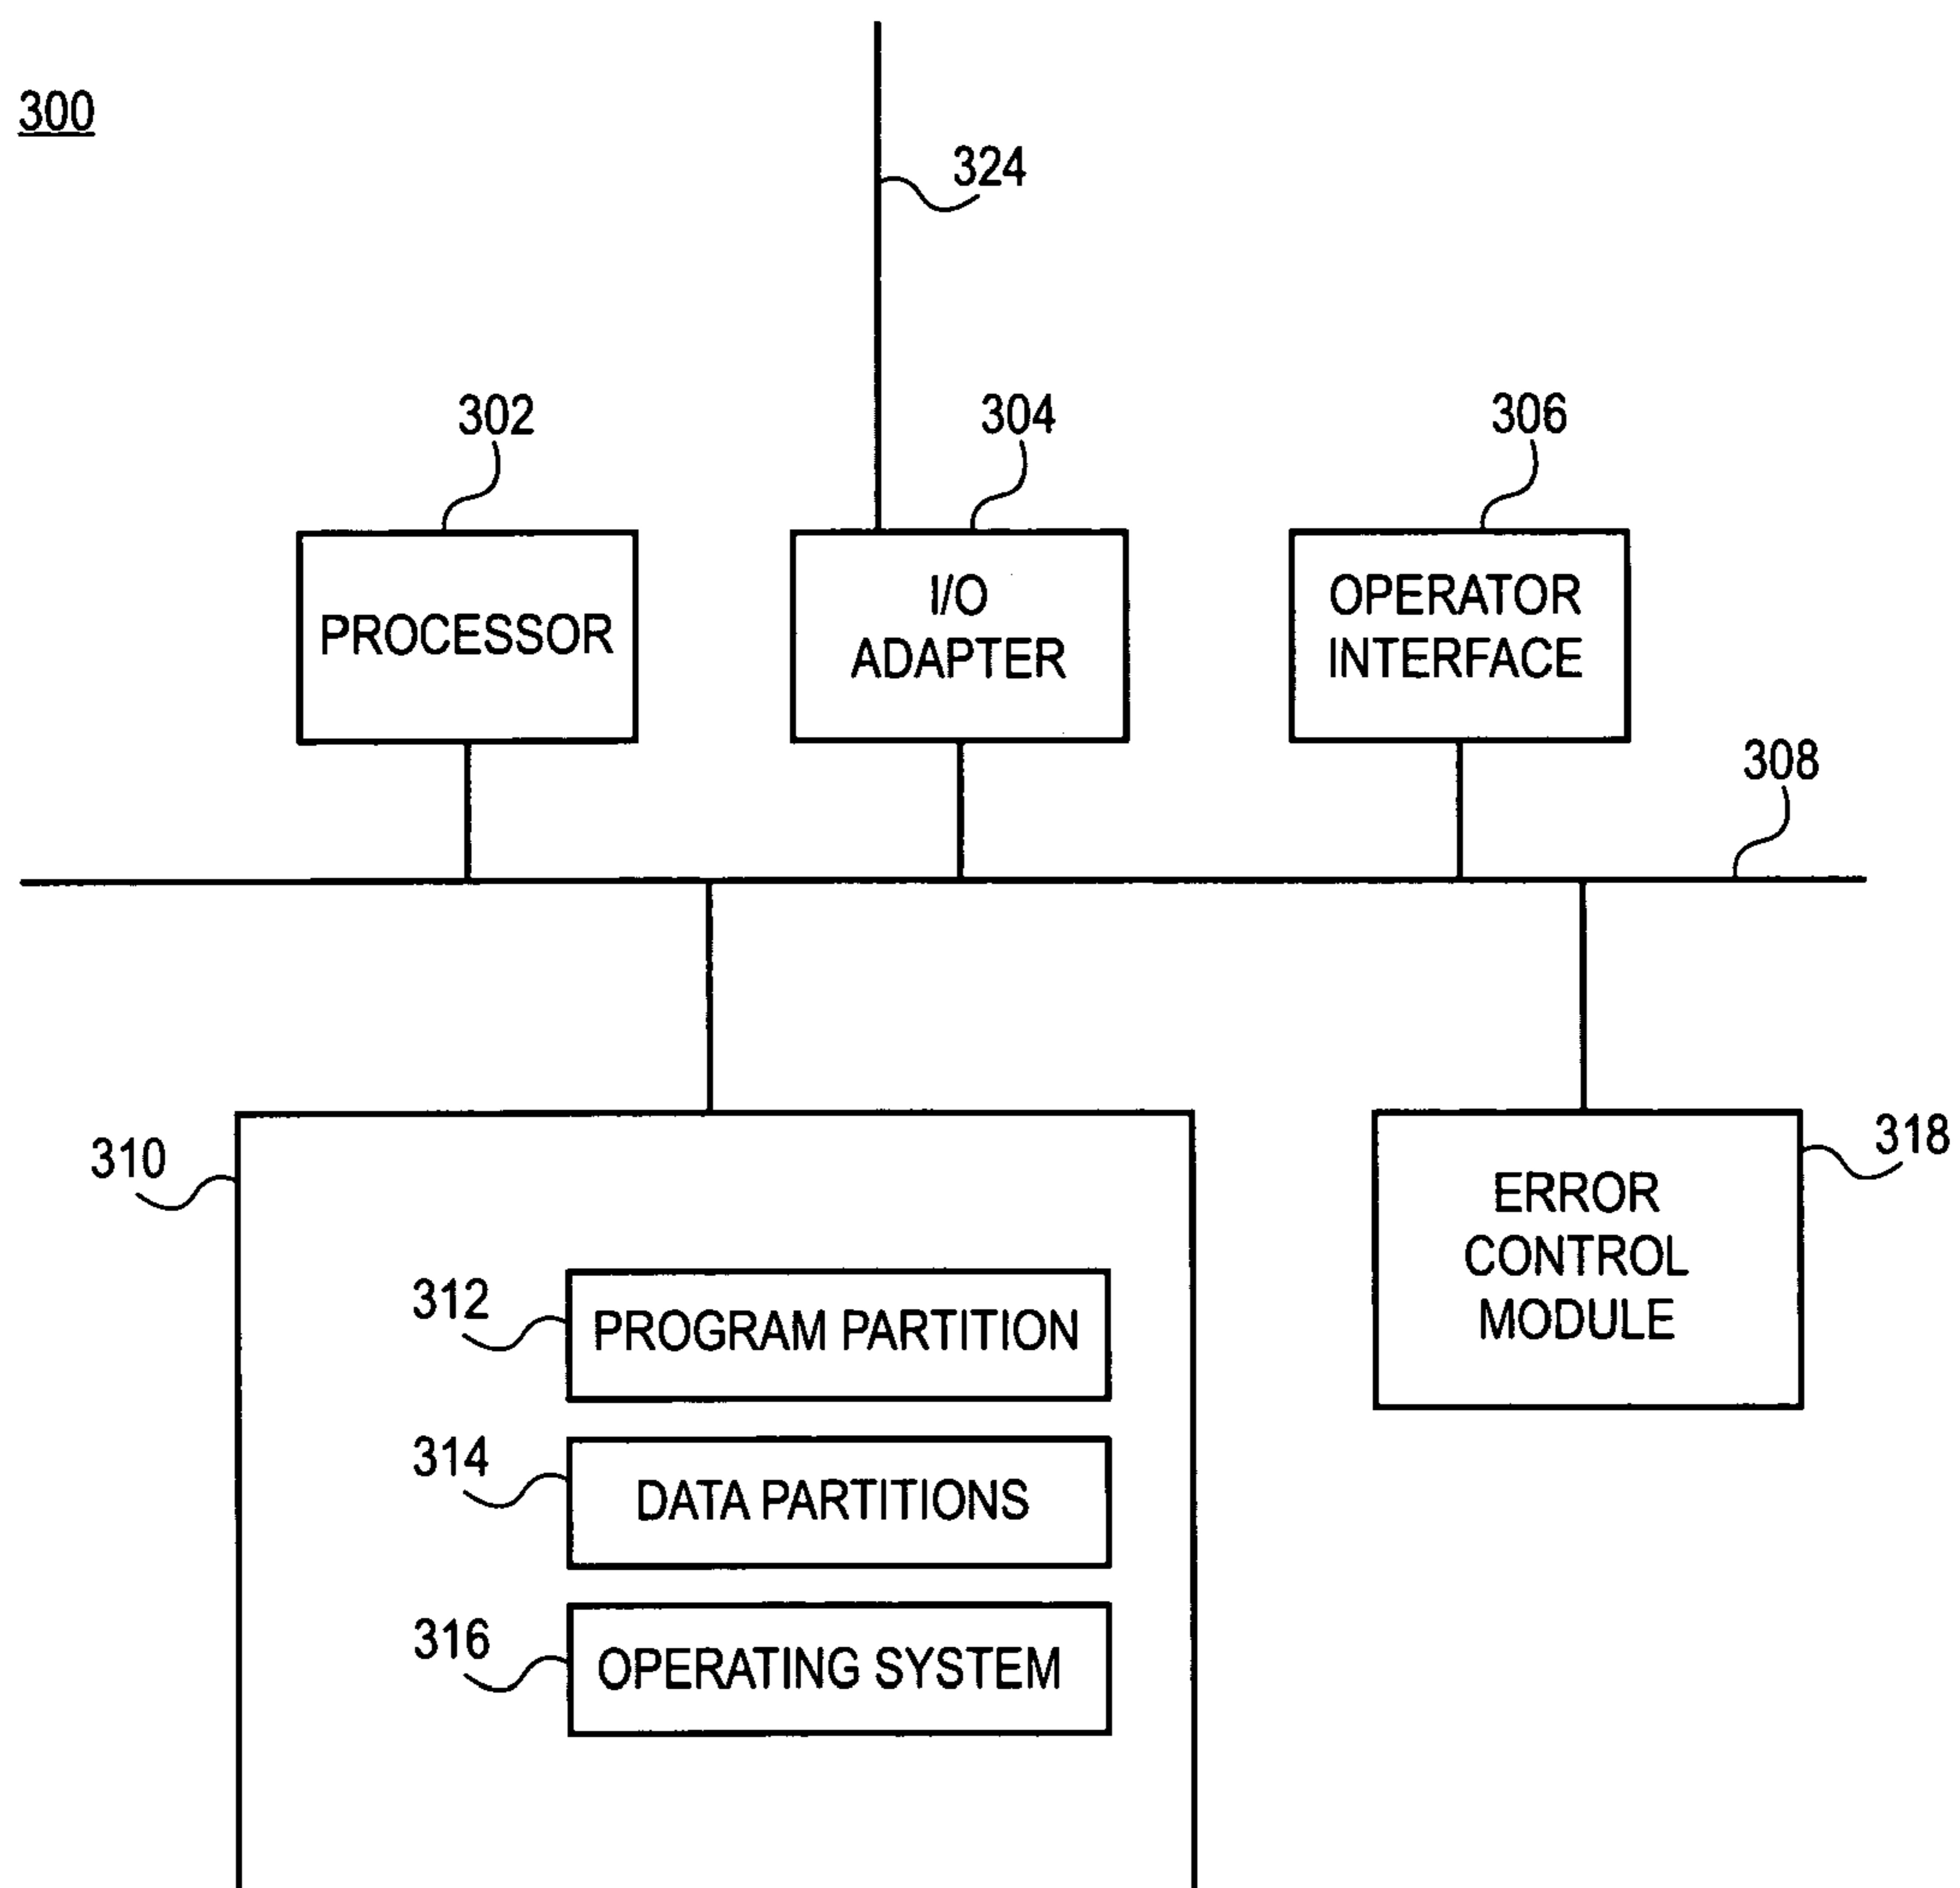 300
324
302
304
306
PROCESSOR
I/O
ADAPTER
OPERATOR
INTERFACE
308
310
318
ERROR
CONTROL
MODULE
312
PROGRAM PARTITION
314
DATA PARTITIONS
316
OPERATING SYSTEM